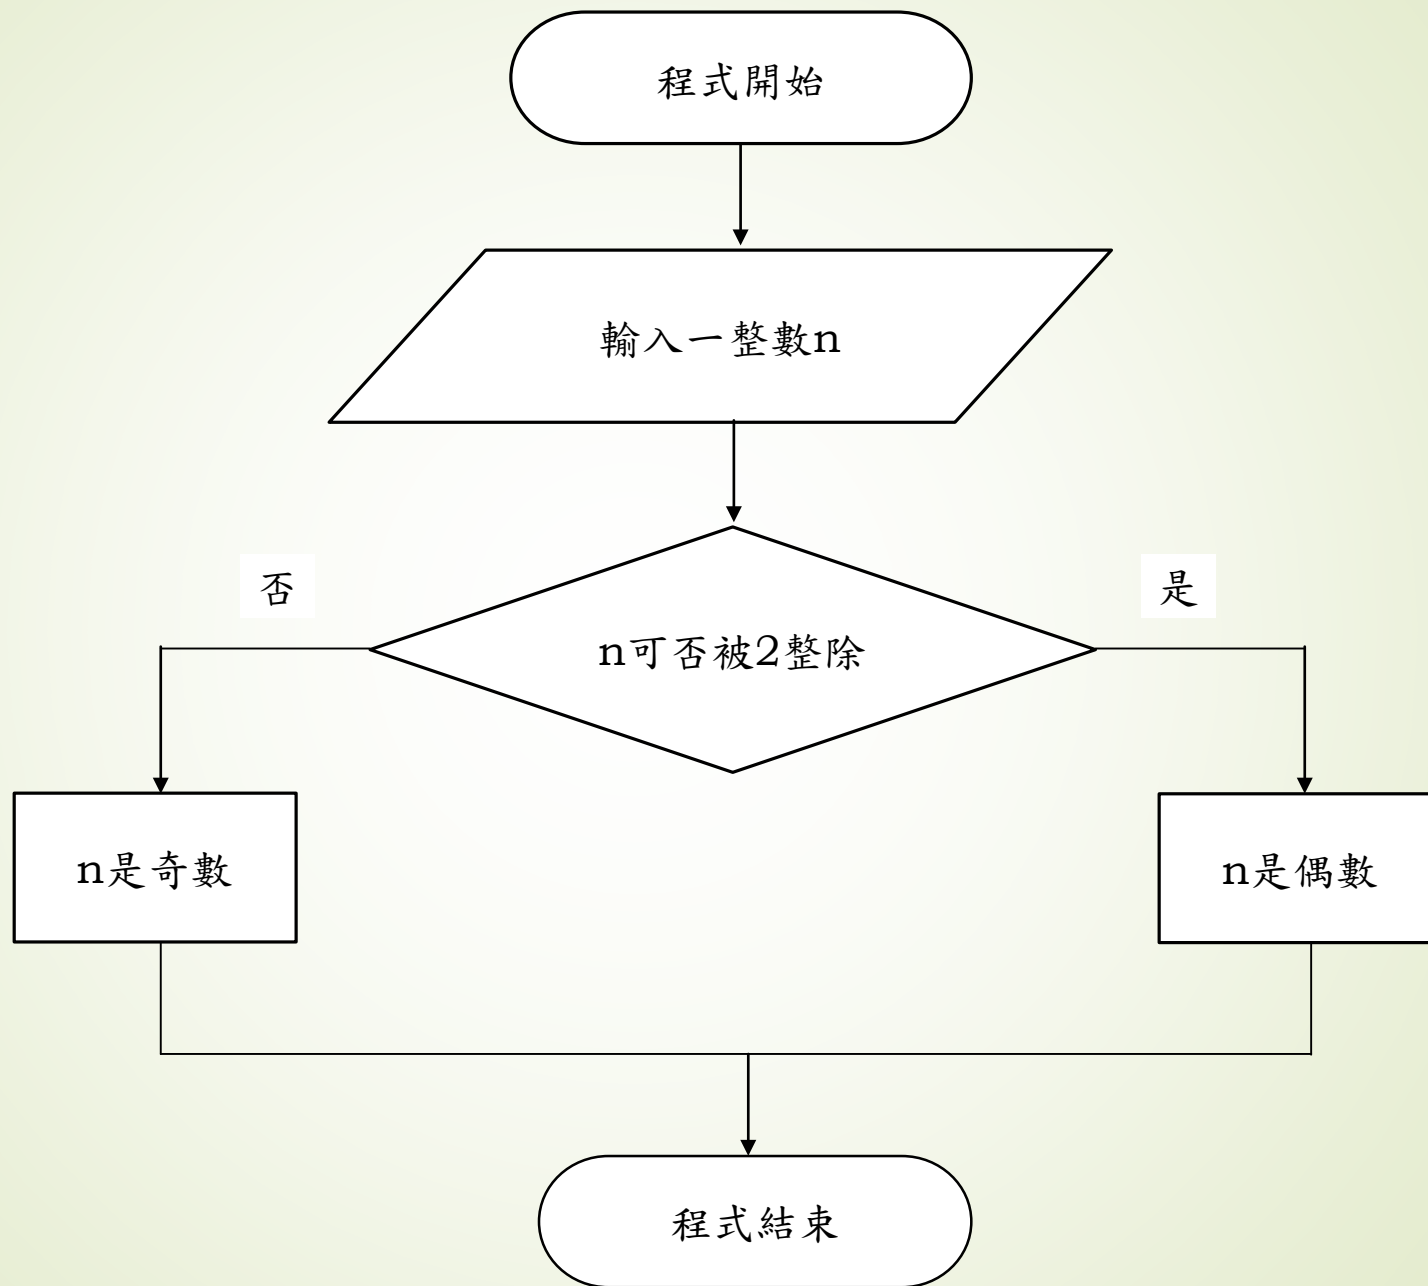 程式開始
輸入一整數n
否
是
n可否被2整除
n是奇數
n是偶數
程式結束